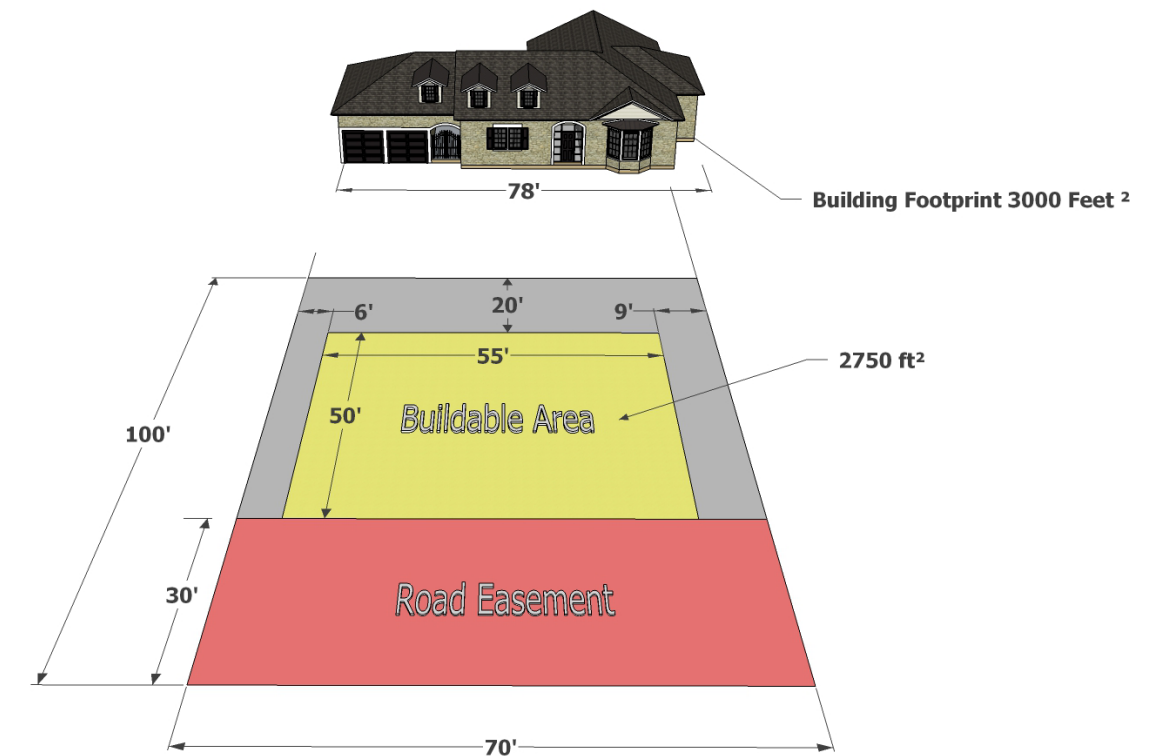 78'
Building Footprint 3000 Feet ²
6'
20'
9'
55'
2750 ft²
50'
Buildable Area
100'
30'
Road Easement
70'